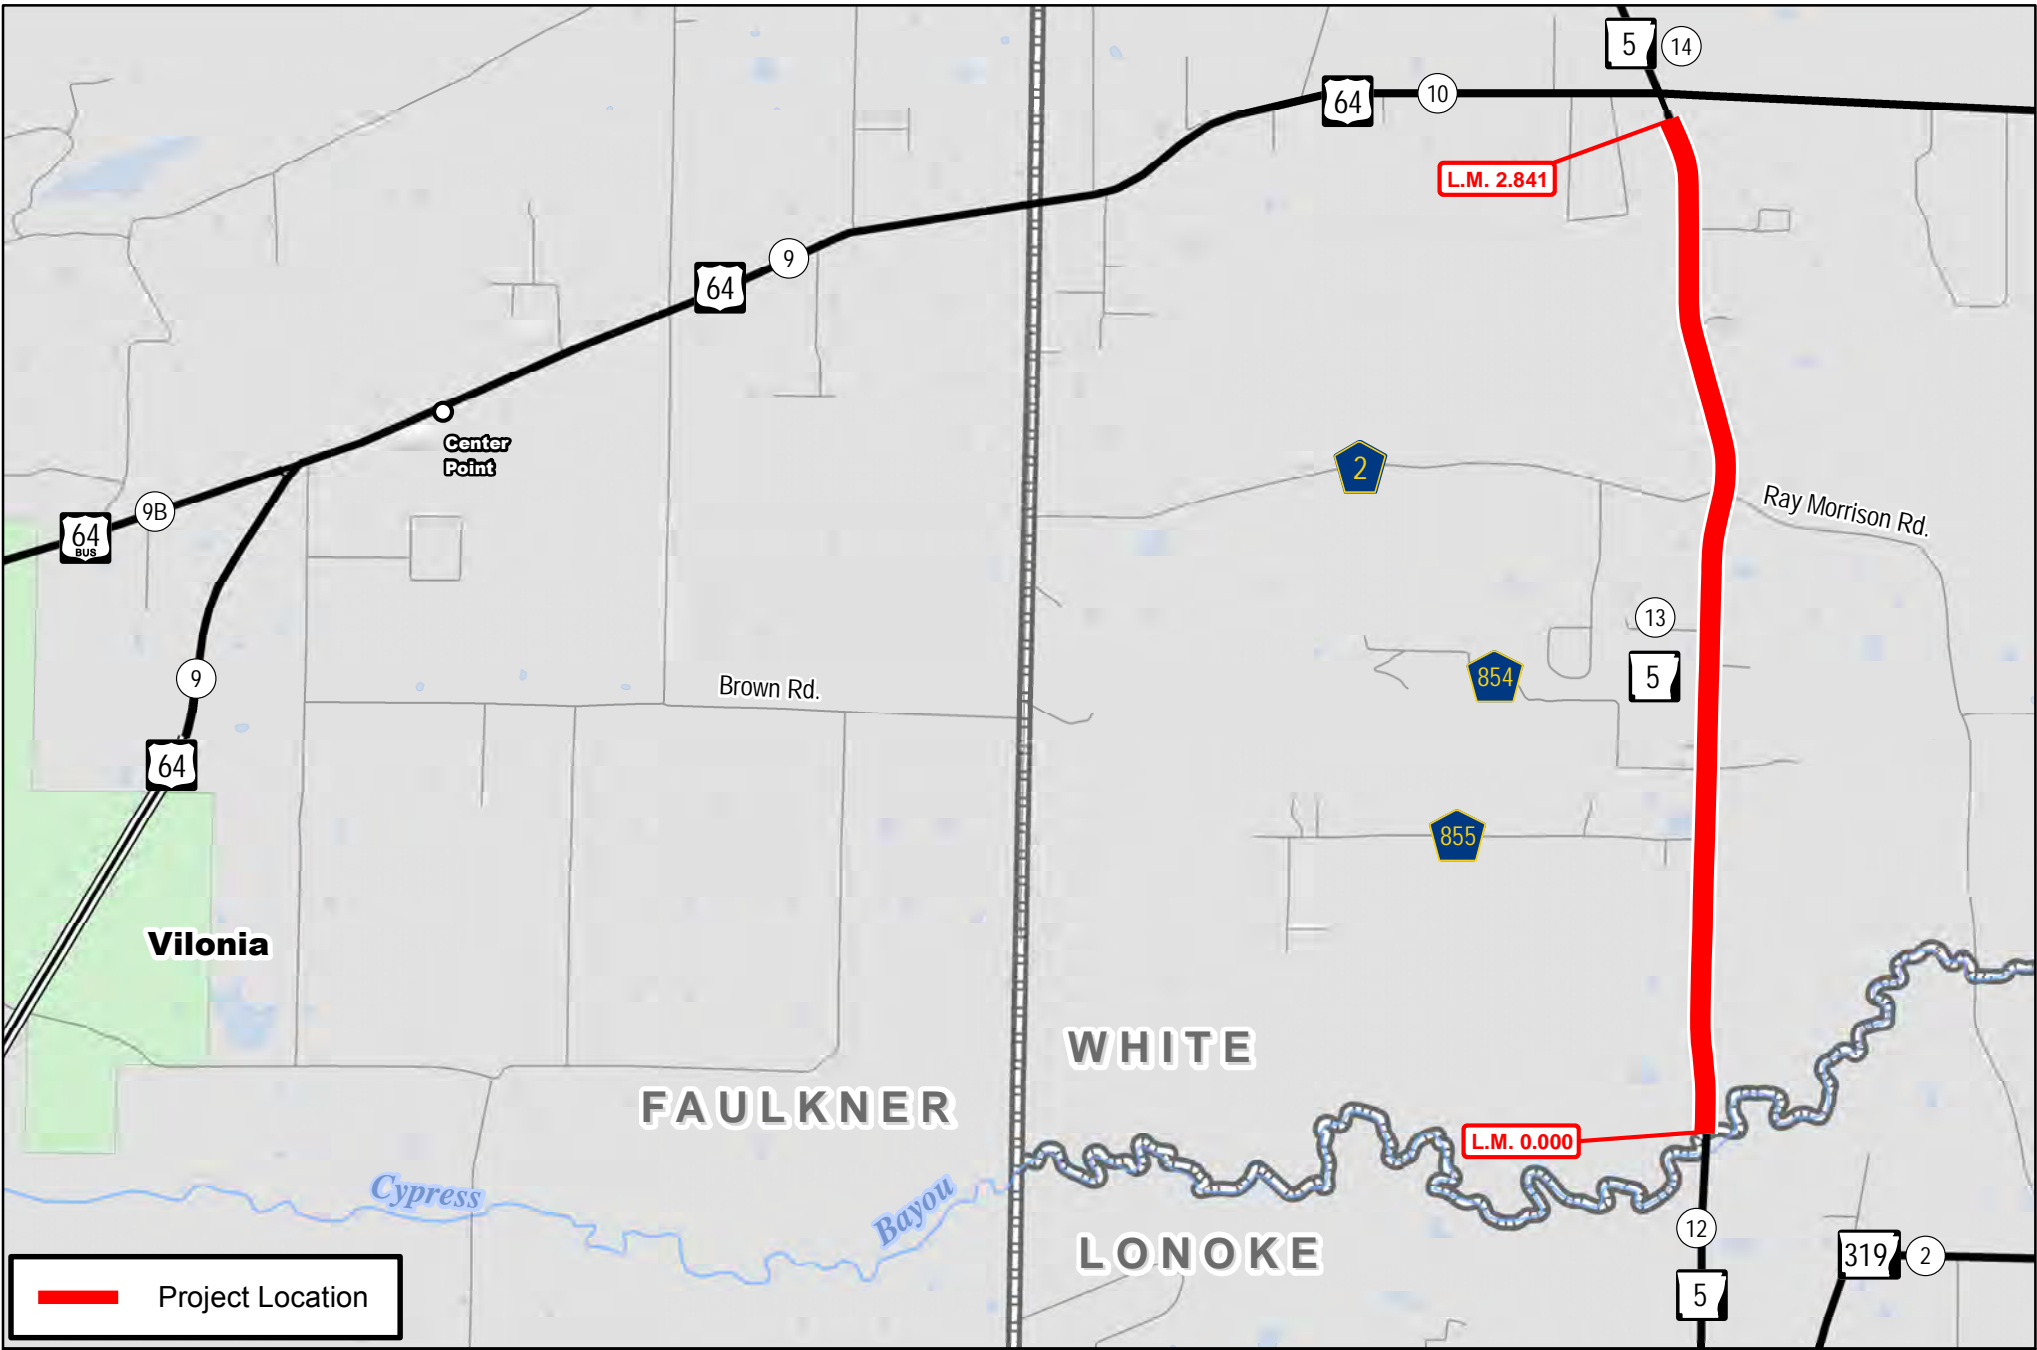 5
14
64
10
L.M. 2.841
9
64
Center
Point
2
Ray Morrison Rd.
9B
64
BUS
13
854
5
9
Brown Rd.
64
855
Vilonia
WHITE
FAULKNER
L.M. 0.000
Cypress
Bayou
12
LONOKE
319
2
5
Project Location